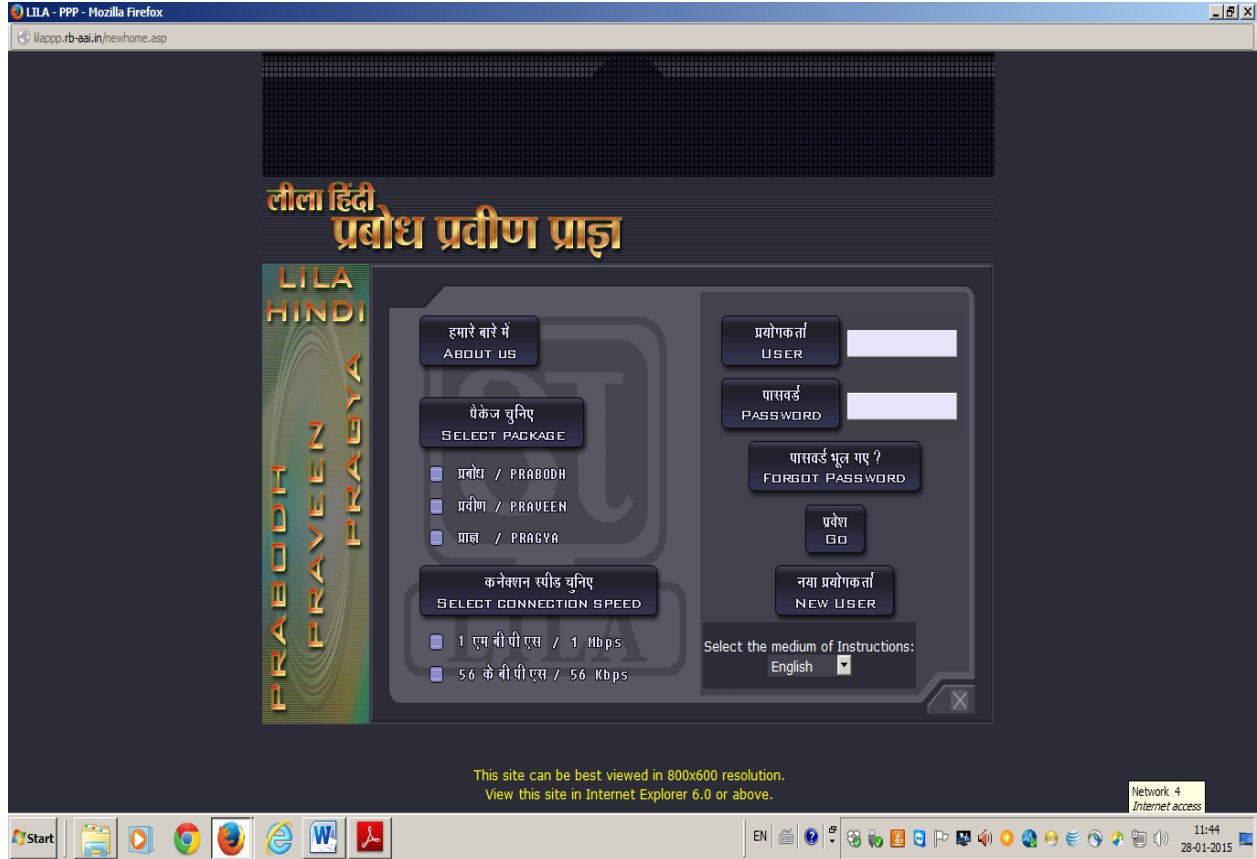 LILA - PPP - Mozilla Firefox
lilappp.rb-aai.in/newhome.asp
लीला हिंदी
प्रबोध प्रवीण प्राज्ञ
LILA
HINDI
PRABODH
PRAVEEN
PRAGYA
हमारे बारे में
ABOUT US
पैकेज चुनिए
SELECT PACKAGE
प्रबोध / PRABODH
प्रवीण / PRAVEEN
प्राज्ञ / PRAGYA
कनेक्शन स्पीड चुनिए
SELECT CONNECTION SPEED
1 एम बी पी एस / 1 Mbps
56 के बी पी एस / 56 Kbps
LILA
प्रयोगकर्ता
USER
पासवर्ड
PASSWORD
पासवर्ड भूल गए ?
FORGOT PASSWORD
प्रवेश
GO
नया प्रयोगकर्ता
NEW USER
Select the medium of Instructions:
English
X
This site can be best viewed in 800x600 resolution.
View this site in Internet Explorer 6.0 or above.
Network 4
Internet access
Start
EN
11:44
28-01-2015